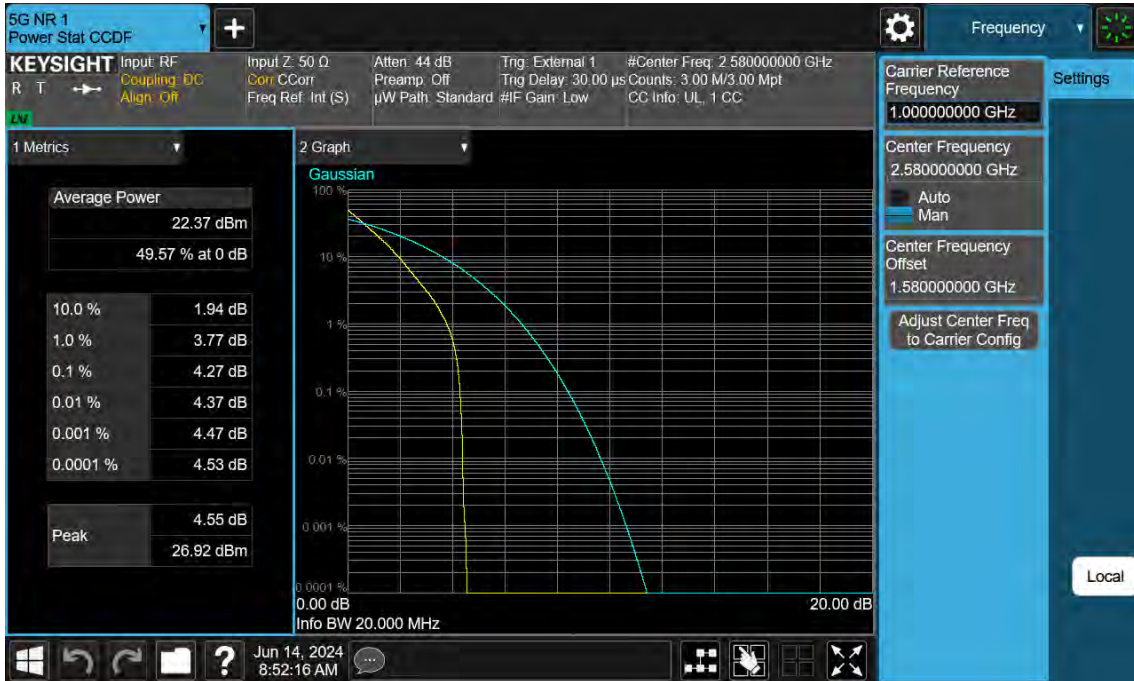 5G NR 1
Power Stat CCDF
+
Frequency
KEYSIGHT
R T
LNI
Input: RF
Coupling: DC
Align: Off
Input Z: 50 Ω
Corr CCorr
Freq Ref: Int (S)
Atten: 44 dB
Preamp: Off
µW Path: Standard
Trig: External 1
Trig Delay: 30.00 µs
#IF Gain: Low
#Center Freq: 2.580000000 GHz
Counts: 3.00 M/3.00 Mpt
CC Info: UL, 1 CC
1 Metrics
Average Power
22.37 dBm
49.57 % at 0 dB
10.0 % 1.94 dB
1.0 % 3.77 dB
0.1 % 4.27 dB
0.01 % 4.37 dB
0.001 % 4.47 dB
0.0001 % 4.53 dB
Peak
4.55 dB
26.92 dBm
2 Graph
Gaussian
100 %
10 %
1 %
0.1 %
0.01 %
0.001 %
0.0001 %
0.00 dB 20.00 dB
Info BW 20.000 MHz
Carrier Reference
Frequency
1.000000000 GHz
Center Frequency
2.580000000 GHz
Auto
Man
Center Frequency
Offset
1.580000000 GHz
Adjust Center Freq
to Carrier Config
Settings
Local
?
Jun 14, 2024
8:52:16 AM